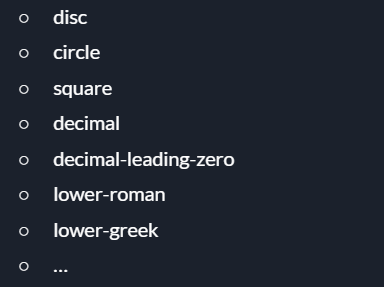 disc
circle
square
decimal
decimal-leading-zero
lower-roman
lower-greek
...